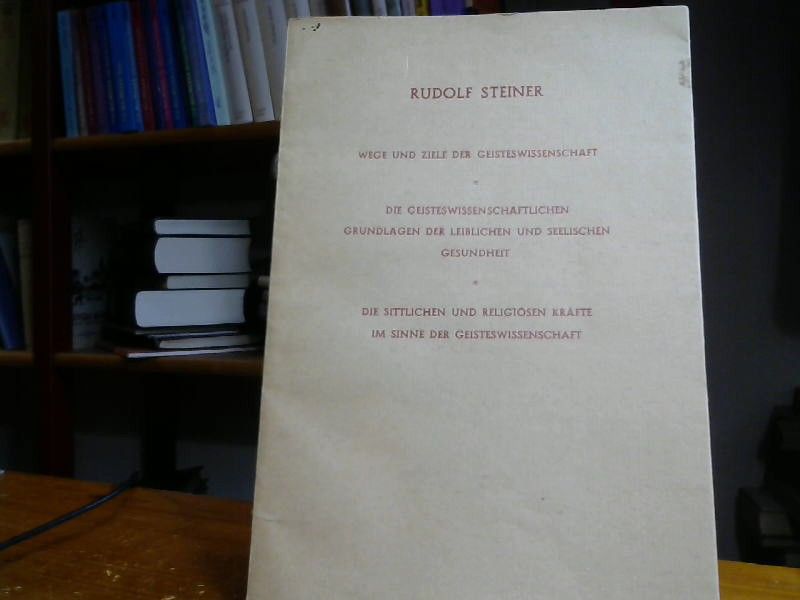 RUDOLF STEINER
WEGE UND ZIELE DER GEISTESWISSENSCHAFT
DIE GEISTESWISSENSCHAFTLICHEN
GRUNDLAGEN DER LEIBLICHEN UND SEELISCHEN
GESUNDHEIT
DIE SITTLICHEN UND RELIGIÖSEN KRÄFTE
IM SINNE DER GEISTESWISSENSCHAFT